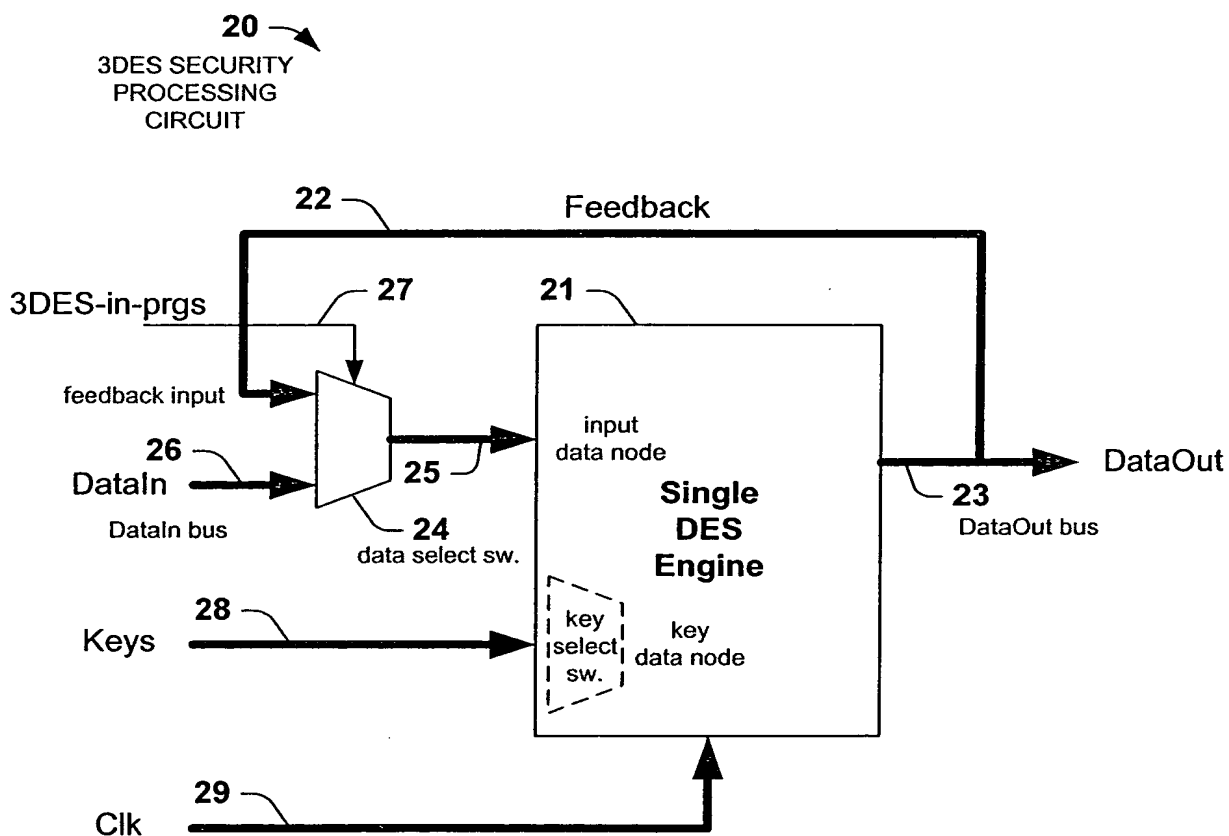 20
3DES SECURITY
PROCESSING
CIRCUIT
22
Feedback
3DES-in-prgs
27
21
feedback input
input
data node
26
25
DataIn
DataIn bus
24
data select sw.
Single
DES
Engine
23
DataOut
DataOut bus
28
Keys
key
select
sw.
key
data node
29
Clk